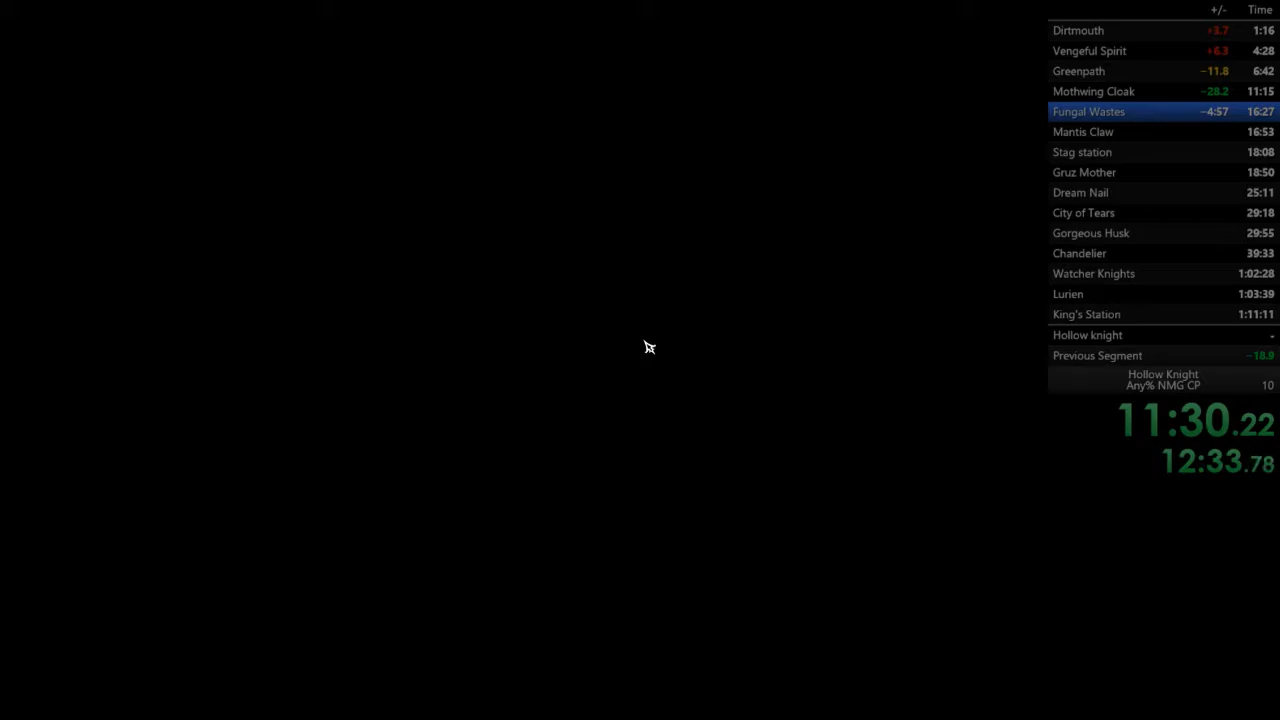 +/- Time
Dirtmouth +3.7 1:16
Vengeful Spirit +6.3 4:28
Greenpath −11.8 6:42
Mothwing Cloak −28.2 11:15
Fungal Wastes −4:57 16:27
Mantis Claw 16:53
Stag station 18:08
Gruz Mother 18:50
Dream Nail 25:11
City of Tears 29:18
Gorgeous Husk 29:55
Chandelier 39:33
Watcher Knights 1:02:28
Lurien 1:03:39
King's Station 1:11:11
Hollow knight -
Previous Segment −18.9
Hollow Knight
Any% NMG CP 10
11:30.22
12:33.78